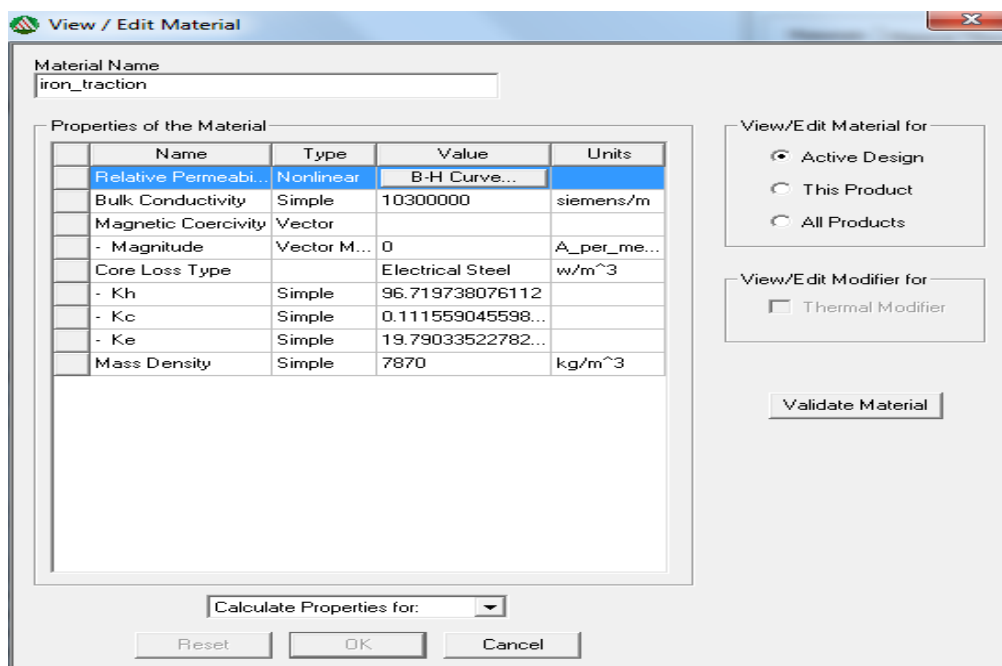 View / Edit Material
Material Name
iron_traction
Properties of the Material
View/Edit Material for
Name Type Value Units
Relative Permeabi... Nonlinear B-H Curve...
Bulk Conductivity Simple 10300000 siemens/m
Magnetic Coercivity Vector
- Magnitude Vector M... 0 A_per_me...
Core Loss Type Electrical Steel w/m^3
- Kh Simple 96.719738076112
- Kc Simple 0.111559045598...
- Ke Simple 19.79033522782...
Mass Density Simple 7870 kg/m^3
Active Design
This Product
All Products
View/Edit Modifier for
Thermal Modifier
Validate Material
Calculate Properties for:
Reset OK Cancel